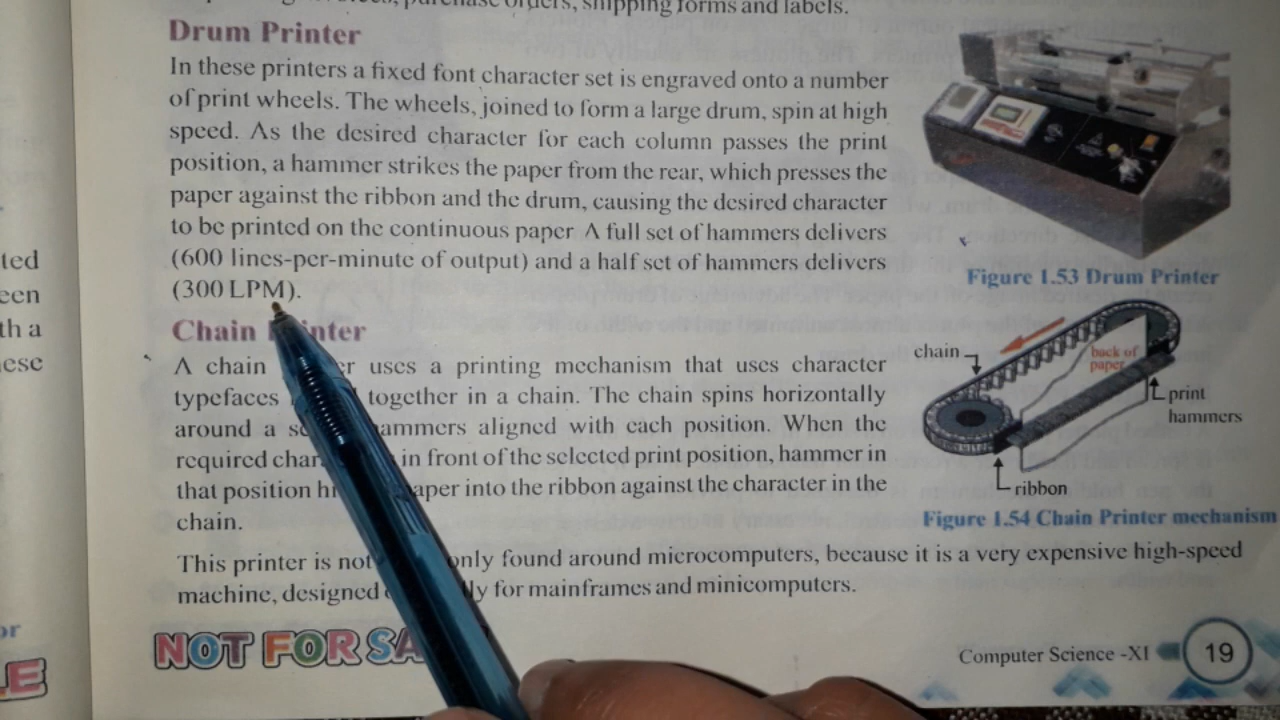 shipping forms and labels.
Drum Printer
In these printers a fixed font character set is engraved onto a number
of print wheels. The wheels, joined to form a large drum, spin at high
speed. As the desired character for each column passes the print
position, a hammer strikes the paper from the rear, which presses the
paper against the ribbon and the drum, causing the desired character
to be printed on the continuous paper A full set of hammers delivers
(600 lines-per-minute of output) and a half set of hammers delivers
(300 LPM).
Figure 1.53 Drum Printer
Chain
A chain uses a printing mechanism that uses character
typefaces together in a chain. The chain spins horizontally
around a aligned with each position. When the
required in front of the selected print position, hammer in
that position into the ribbon against the character in the
chain.
chain
back of
paper
print
hammers
ribbon
Figure 1.54 Chain Printer mechanism
This printer is not found around microcomputers, because it is a very expensive high-speed
machine, designed for mainframes and minicomputers.
NOT FOR
Computer Science -XI 19
ted
een
th a
nese
or
LE